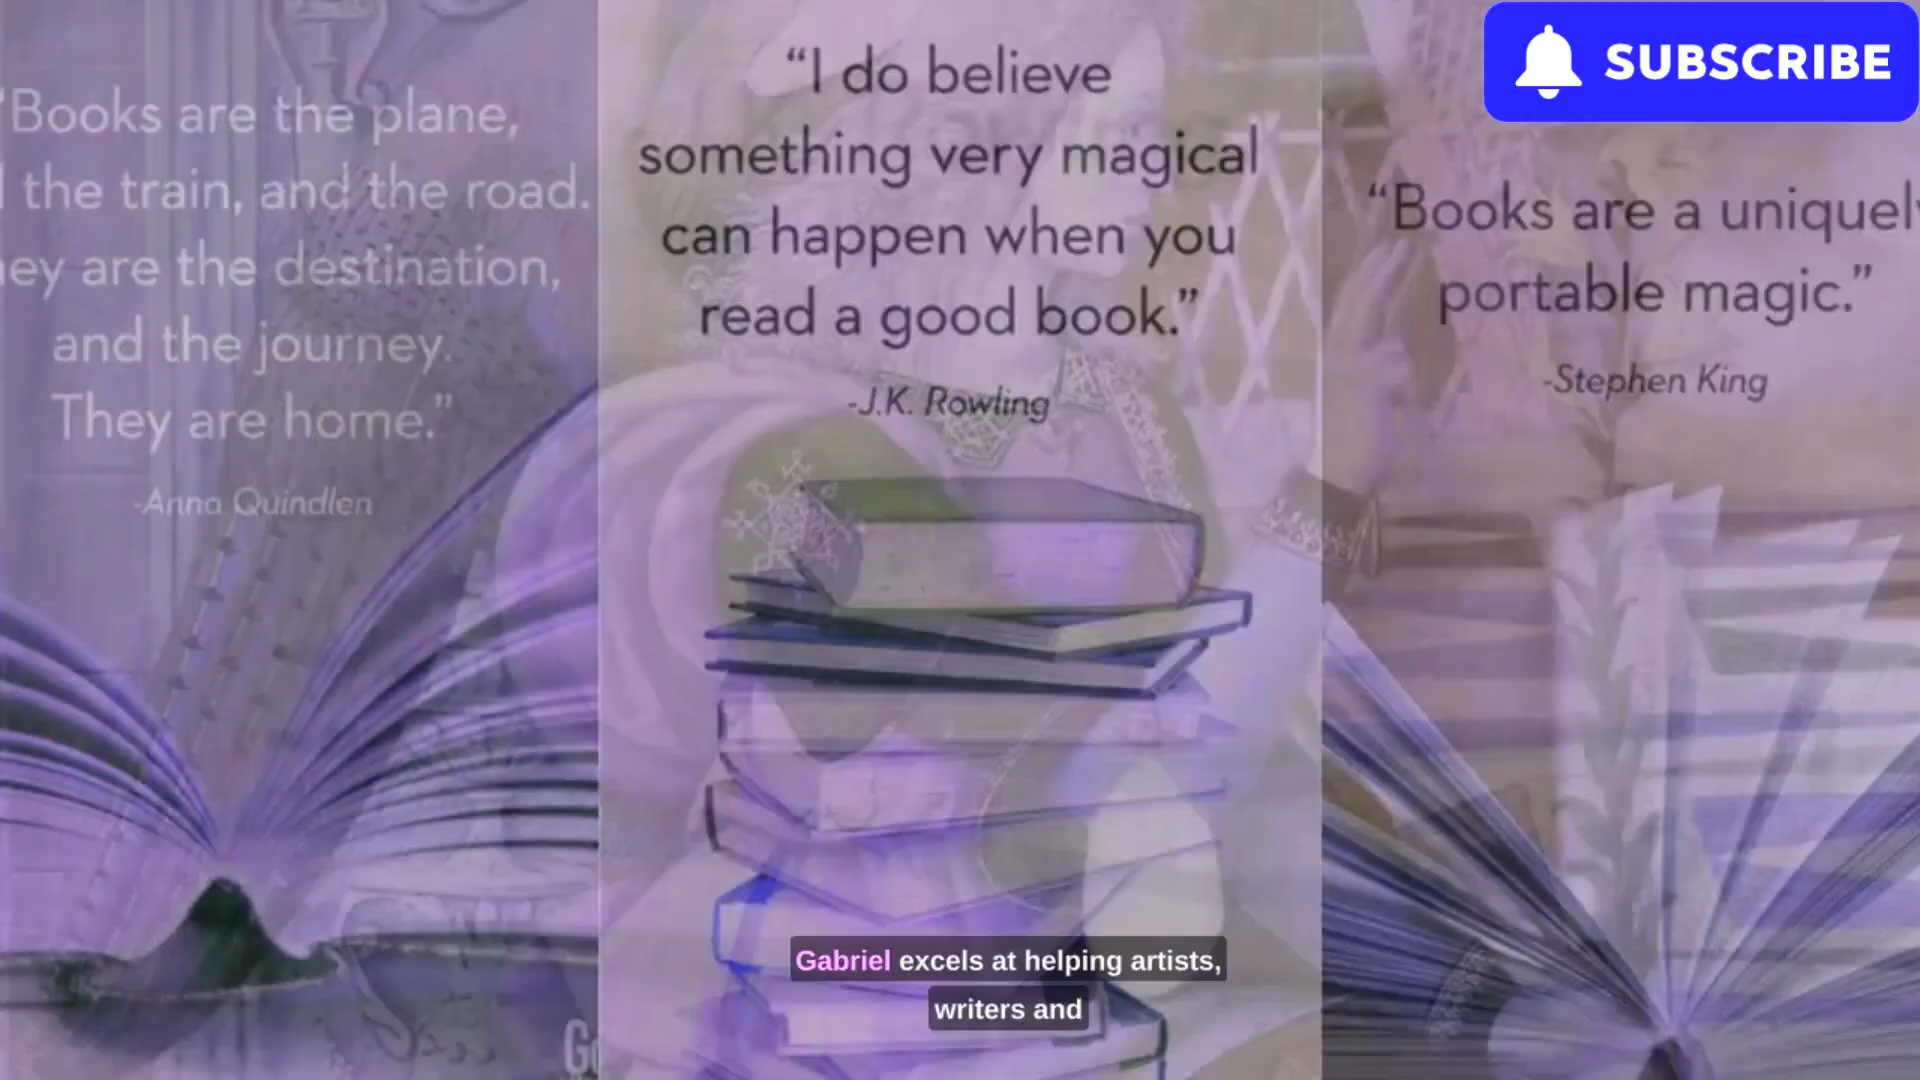 "Books are the plane,
the train, and the road.
are the destination,
and the journey.
They are home."
-Anna Quindlen
"I do believe
something very magical
can happen when you
read a good book."
-J.K. Rowling
SUBSCRIBE
"Books are a
portable magic."
-Stephen King
Gabriel excels at helping artists,
writers and